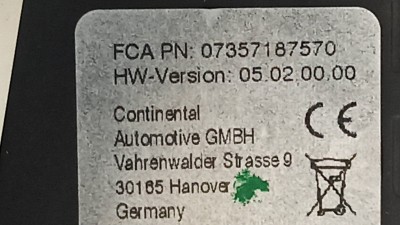 FCA PN: 07357187570
HW-Version: 05.02.00.00
Continental
Automotive GMBH
Vahrenwalder Strasse 9
30165 Hanover
Germany
CE